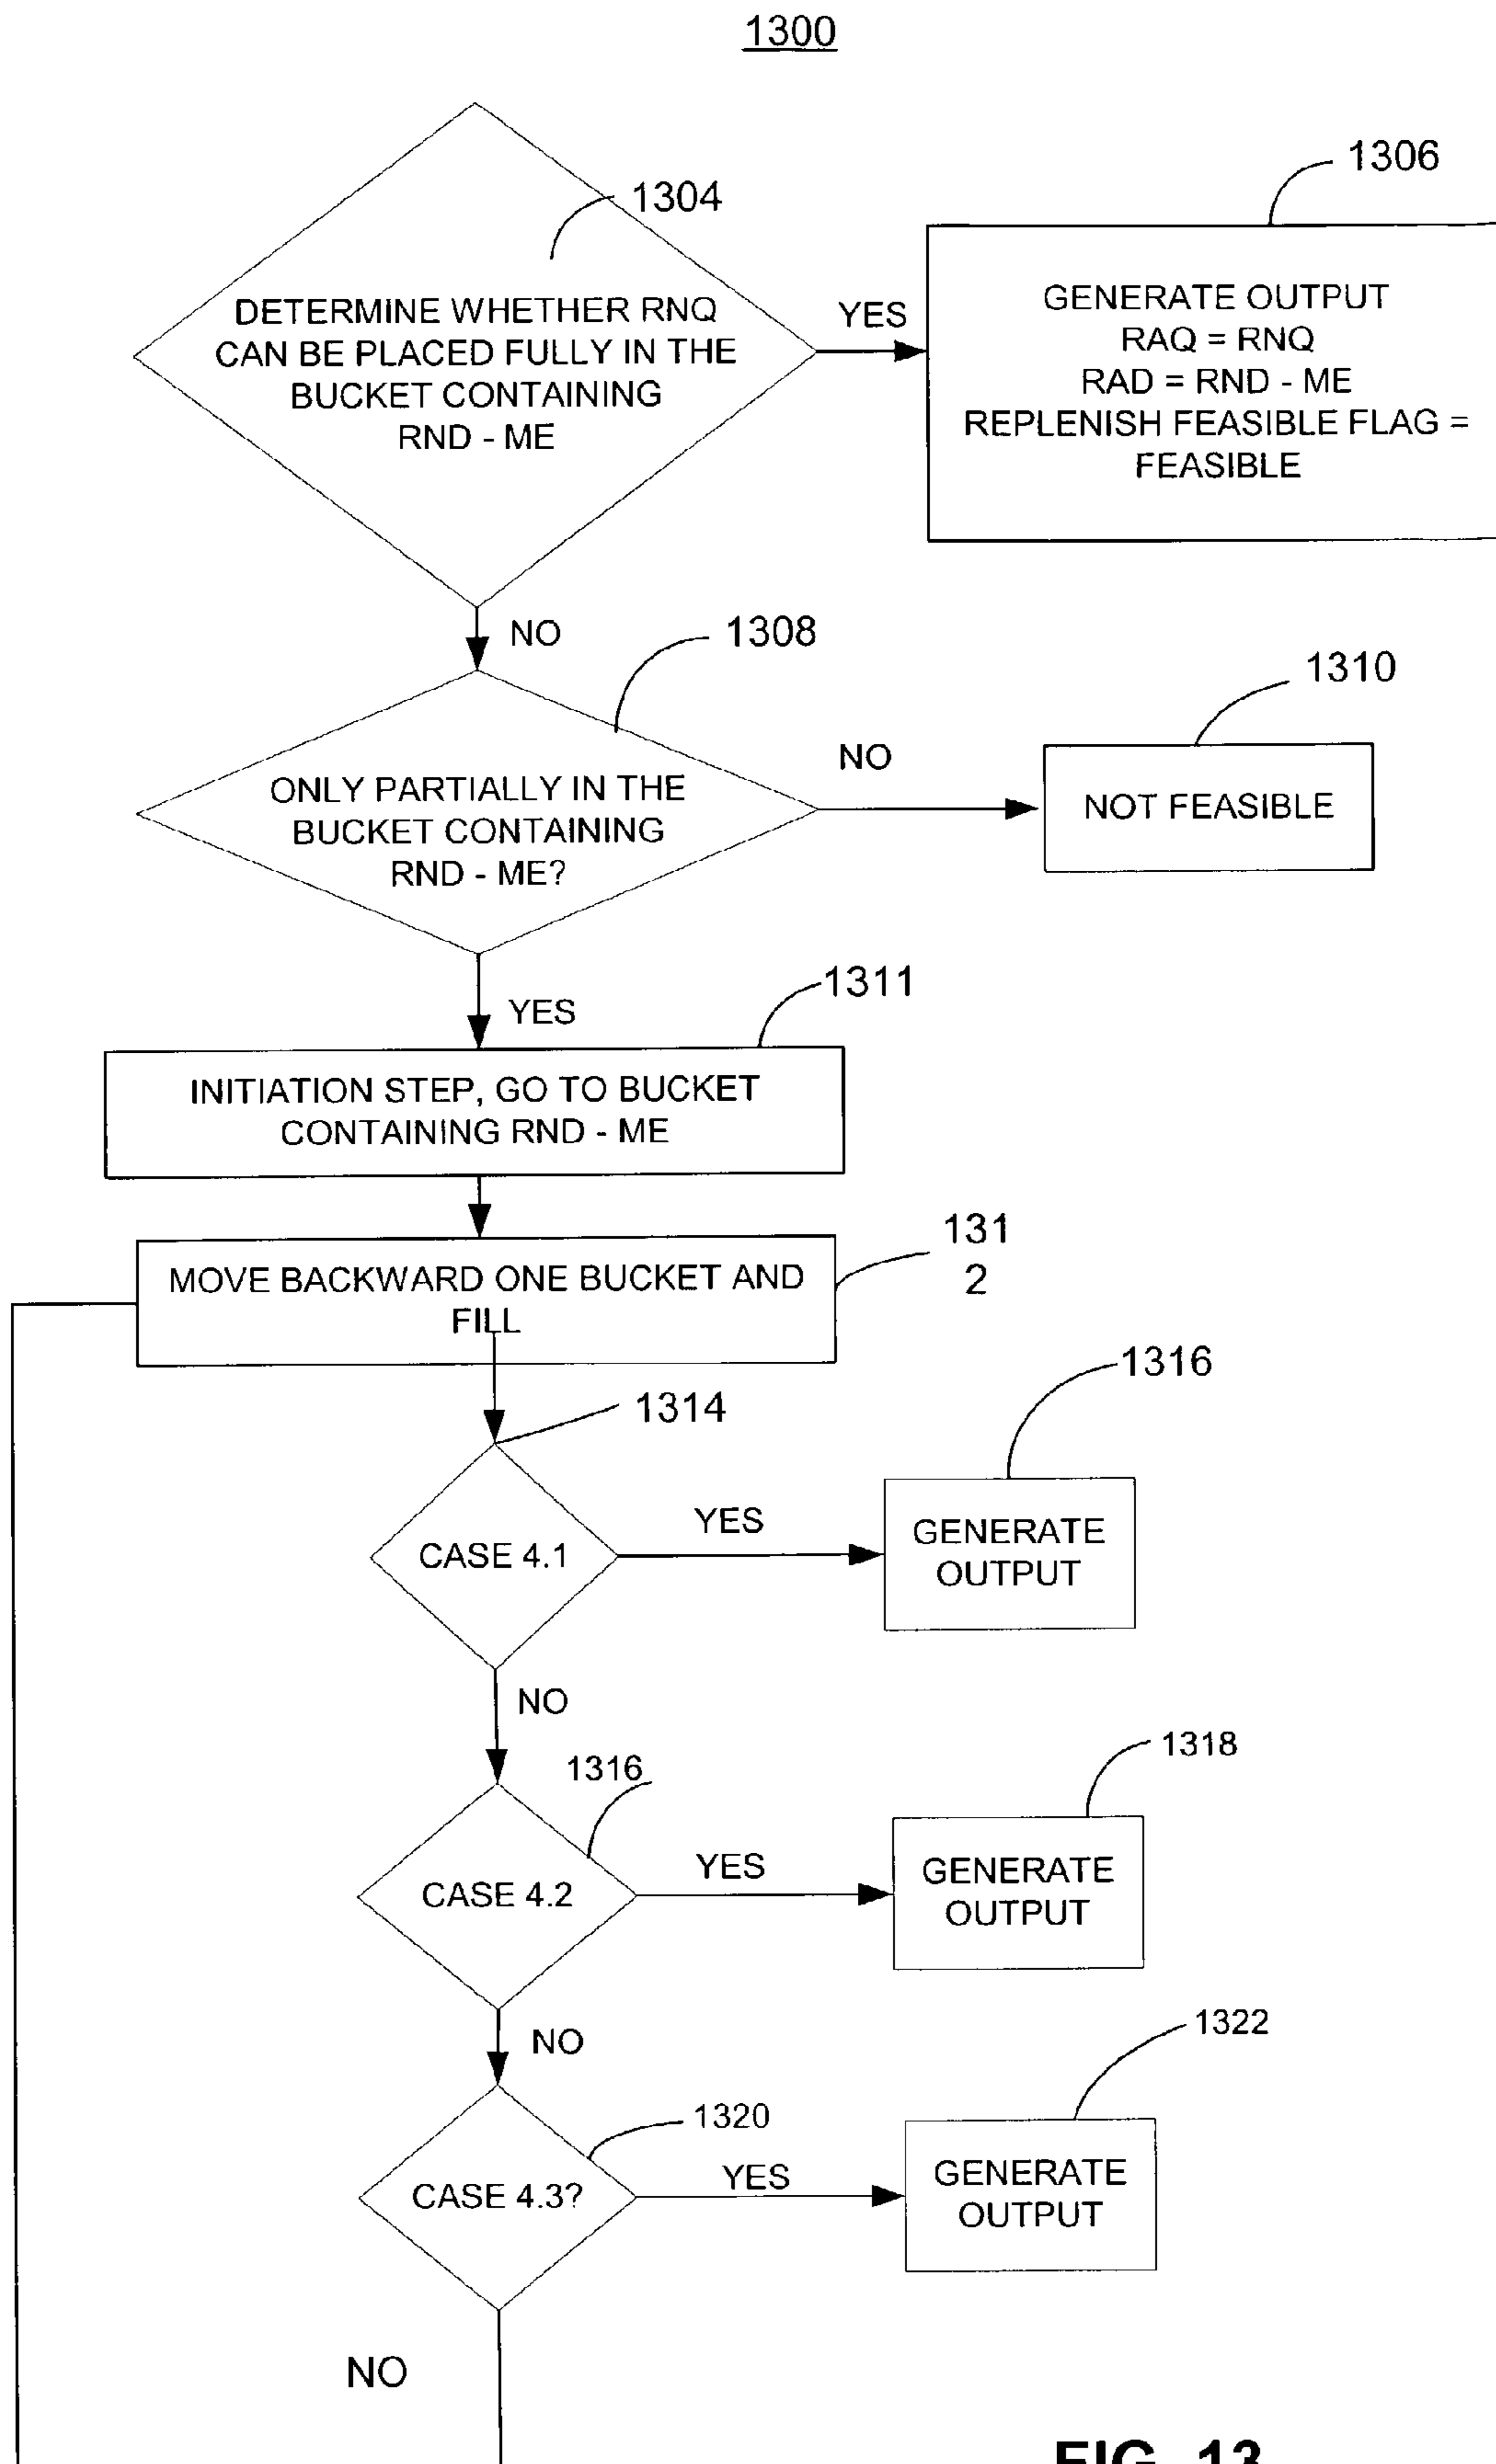 1300
1304
DETERMINE WHETHER RNQ
CAN BE PLACED FULLY IN THE
BUCKET CONTAINING
RND - ME
YES
1306
GENERATE OUTPUT
RAQ = RNQ
RAD = RND - ME
REPLENISH FEASIBLE FLAG =
FEASIBLE
NO
1308
ONLY PARTIALLY IN THE
BUCKET CONTAINING
RND - ME?
NO
1310
NOT FEASIBLE
YES
1311
INITIATION STEP, GO TO BUCKET
CONTAINING RND - ME
131
2
MOVE BACKWARD ONE BUCKET AND
FILL
1314
CASE 4.1
YES
1316
GENERATE
OUTPUT
NO
1316
CASE 4.2
YES
1318
GENERATE
OUTPUT
NO
1320
CASE 4.3?
YES
1322
GENERATE
OUTPUT
NO
FIG. 13